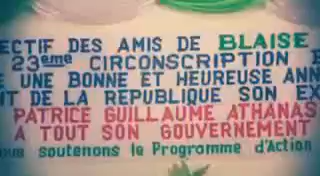 ECTIF DES AMIS DE BLAISE
23ème CIRCONSCRIPTION E
E UNE BONNE ET HEUREUSE ANN
T DE LA REPUBLIQUE SON EX
PATRICE GUILLAUME ATHANAS
A TOUT SON GOUVERNEMENT
soutenons le Programme d'Action